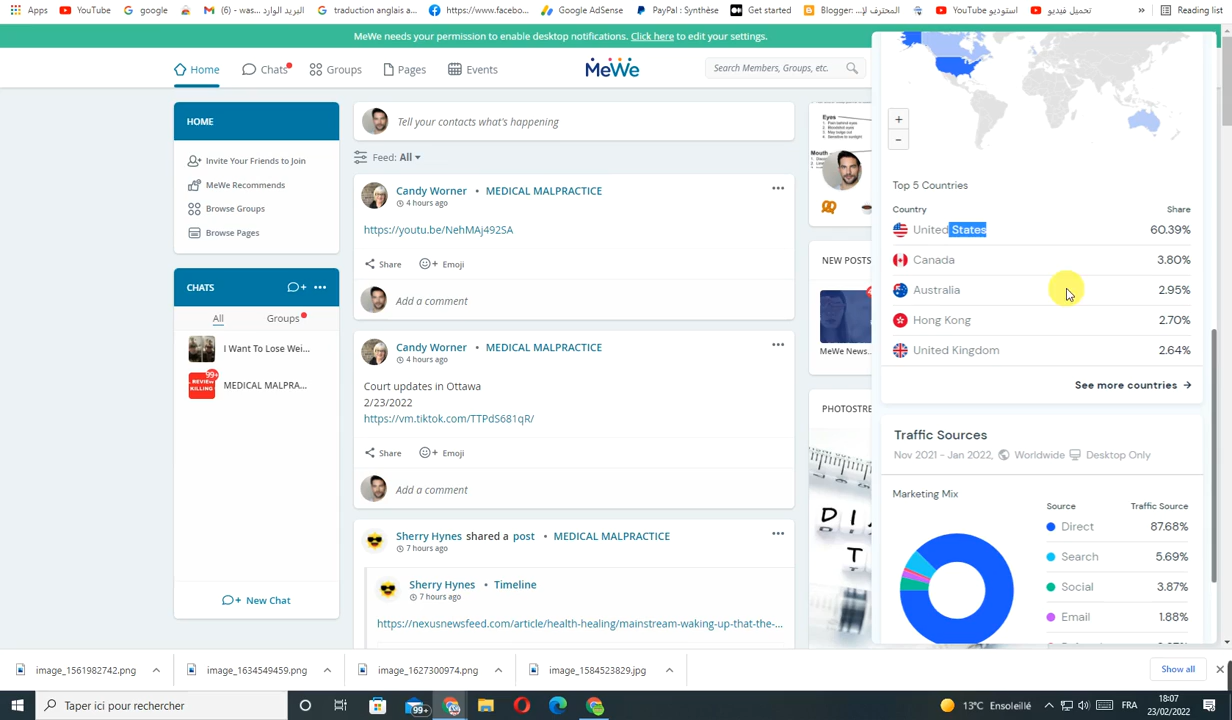 Apps
YouTube
google
(6) - was... البريد الوارد
traduction anglais a...
https://www.facebo...
Google AdSense
PayPal : Synthèse
Get started
Blogger: المحترف للإ...
YouTube استوديو
تحميل فيديو
»
Reading list
MeWe needs your permission to enable desktop notifications. Click here to edit your settings.
Home
Chats
Groups
Pages
Events
MeWe
Search Members, Groups, etc.
HOME
Invite Your Friends to Join
MeWe Recommends
Browse Groups
Browse Pages
CHATS
All
Groups
I Want To Lose Wei...
99+
MEDICAL MALPRA...
New Chat
Tell your contacts what's happening
Feed: All
Candy Worner • MEDICAL MALPRACTICE
4 hours ago
https://youtu.be/NehMAj492SA
Share
Emoji
Add a comment
Candy Worner • MEDICAL MALPRACTICE
4 hours ago
Court updates in Ottawa
2/23/2022
https://vm.tiktok.com/TTPdS681qR/
Share
Emoji
Add a comment
Sherry Hynes shared a post • MEDICAL MALPRACTICE
7 hours ago
Sherry Hynes • Timeline
7 hours ago
https://nexusnewsfeed.com/article/health-healing/mainstream-waking-up-that-the-...
Eyes
Mouth
NEW POSTS
MeWe News...
PHOTOSTRE
D I
T
+
−
Top 5 Countries
Country Share
United States 60.39%
Canada 3.80%
Australia 2.95%
Hong Kong 2.70%
United Kingdom 2.64%
See more countries →
Traffic Sources
Nov 2021 - Jan 2022, Worldwide Desktop Only
Marketing Mix
Source Traffic Source
Direct 87.68%
Search 5.69%
Social 3.87%
Email 1.88%
image_1561982742.png
image_1634549459.png
image_1627300974.png
image_1584523829.jpg
Show all
Taper ici pour rechercher
99+
13°C Ensoleillé
FRA
18:07
23/02/2022